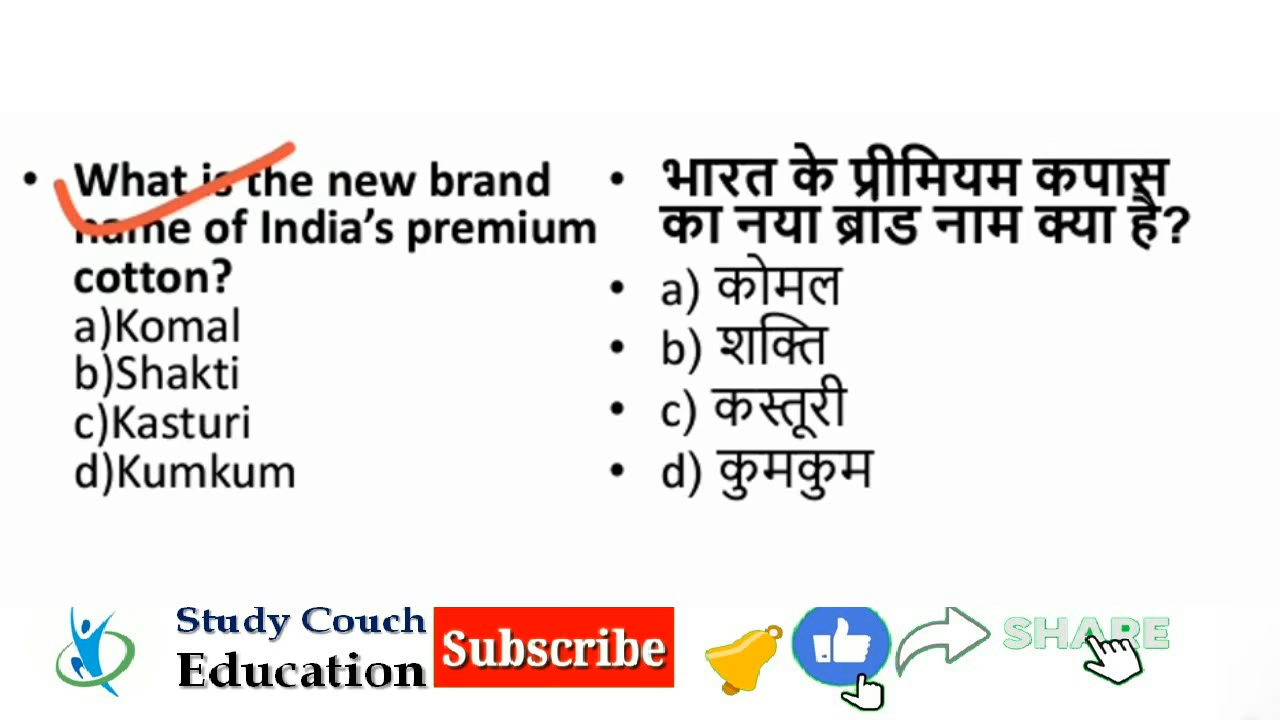 • What is the new brand
name of India's premium
cotton?
a)Komal
b)Shakti
c)Kasturi
d)Kumkum
• भारत के प्रीमियम कपास
का नया ब्रांड नाम क्या है?
• a) कोमल
• b) शक्ति
• c) कस्तूरी
• d) कुमकुम
Study Couch
Education
Subscribe
SHARE